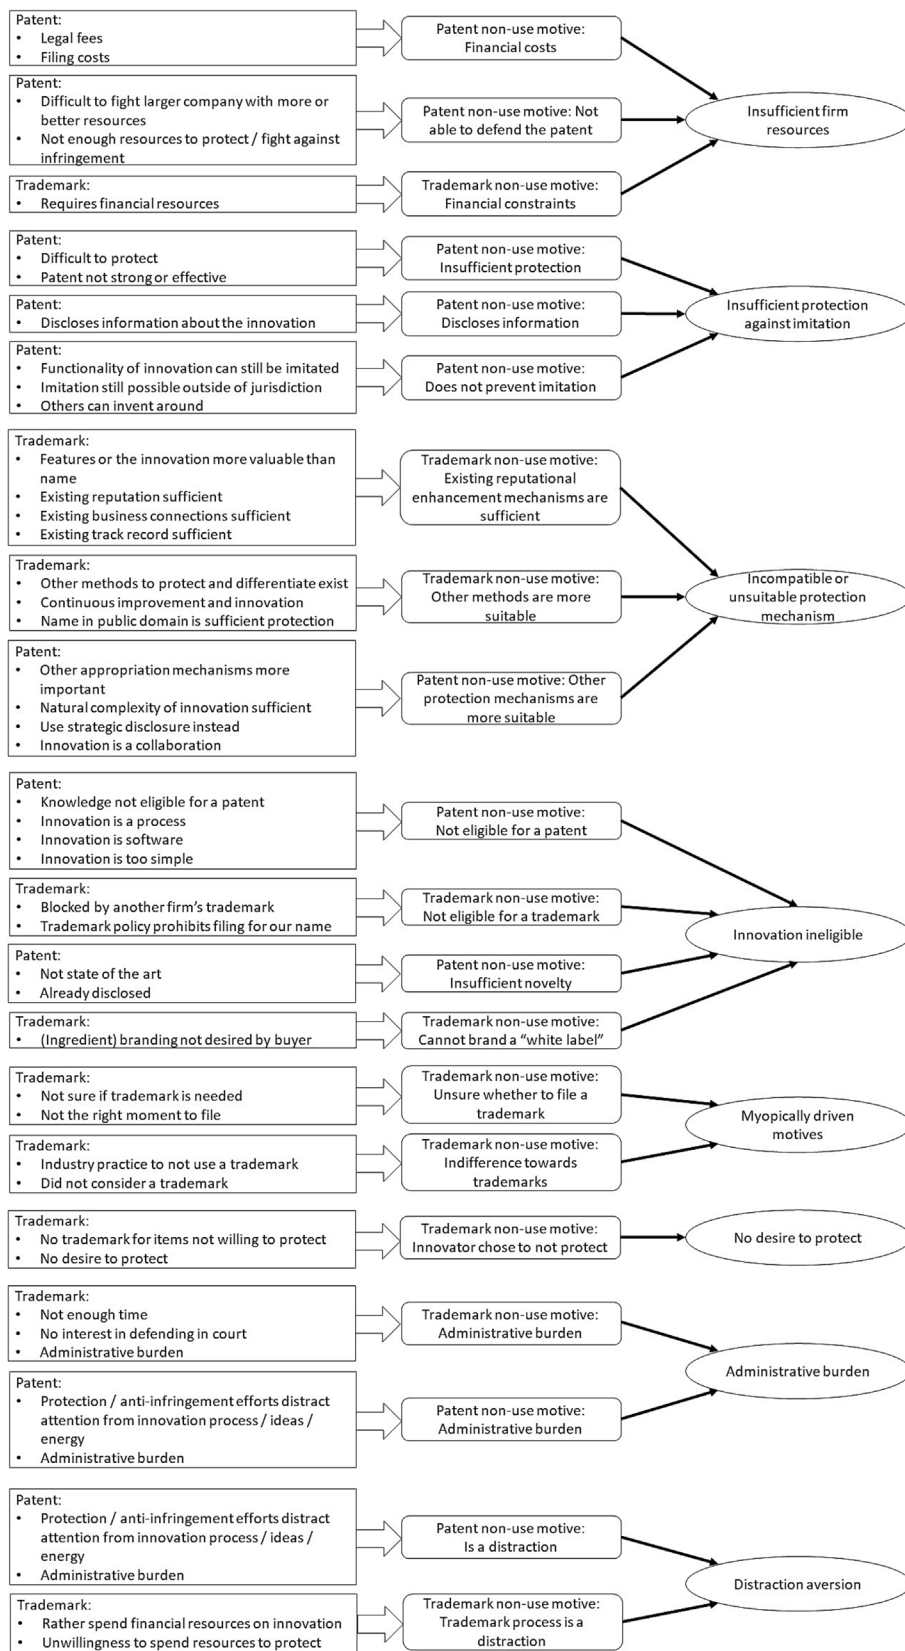 Patent:
• Legal fees
• Filing costs
Patent non-use motive:
Financial costs
Patent:
• Difficult to fight larger company with more or
better resources
• Not enough resources to protect / fight against
infringement
Patent non-use motive: Not
able to defend the patent
Trademark:
• Requires financial resources
Trademark non-use motive:
Financial constraints
Insufficient firm
resources
Patent:
• Difficult to protect
• Patent not strong or effective
Patent non-use motive:
Insufficient protection
Patent:
• Discloses information about the innovation
Patent non-use motive:
Discloses information
Patent:
• Functionality of innovation can still be imitated
• Imitation still possible outside of jurisdiction
• Others can invent around
Patent non-use motive:
Does not prevent imitation
Insufficient protection
against imitation
Trademark:
• Features or the innovation more valuable than
name
• Existing reputation sufficient
• Existing business connections sufficient
• Existing track record sufficient
Trademark non-use motive:
Existing reputational
enhancement mechanisms are
sufficient
Trademark:
• Other methods to protect and differentiate exist
• Continuous improvement and innovation
• Name in public domain is sufficient protection
Trademark non-use motive:
Other methods are more
suitable
Patent:
• Other appropriation mechanisms more
important
• Natural complexity of innovation sufficient
• Use strategic disclosure instead
• Innovation is a collaboration
Patent non-use motive: Other
protection mechanisms are
more suitable
Incompatible or
unsuitable protection
mechanism
Patent:
• Knowledge not eligible for a patent
• Innovation is a process
• Innovation is software
• Innovation is too simple
Patent non-use motive:
Not eligible for a patent
Trademark:
• Blocked by another firm's trademark
• Trademark policy prohibits filing for our name
Trademark non-use motive:
Not eligible for a trademark
Patent:
• Not state of the art
• Already disclosed
Patent non-use motive:
Insufficient novelty
Trademark:
• (Ingredient) branding not desired by buyer
Trademark non-use motive:
Cannot brand a "white label"
Innovation ineligible
Trademark:
• Not sure if trademark is needed
• Not the right moment to file
Trademark non-use motive:
Unsure whether to file a
trademark
Trademark:
• Industry practice to not use a trademark
• Did not consider a trademark
Trademark non-use motive:
Indifference towards
trademarks
Myopically driven
motives
Trademark:
• No trademark for items not willing to protect
• No desire to protect
Trademark non-use motive:
Innovator chose to not protect
No desire to protect
Trademark:
• Not enough time
• No interest in defending in court
• Administrative burden
Trademark non-use motive:
Administrative burden
Patent:
• Protection / anti-infringement efforts distract
attention from innovation process / ideas /
energy
• Administrative burden
Patent non-use motive:
Administrative burden
Administrative burden
Patent:
• Protection / anti-infringement efforts distract
attention from innovation process / ideas /
energy
• Administrative burden
Patent non-use motive:
Is a distraction
Trademark:
• Rather spend financial resources on innovation
• Unwillingness to spend resources to protect
Trademark non-use motive:
Trademark process is a
distraction
Distraction aversion